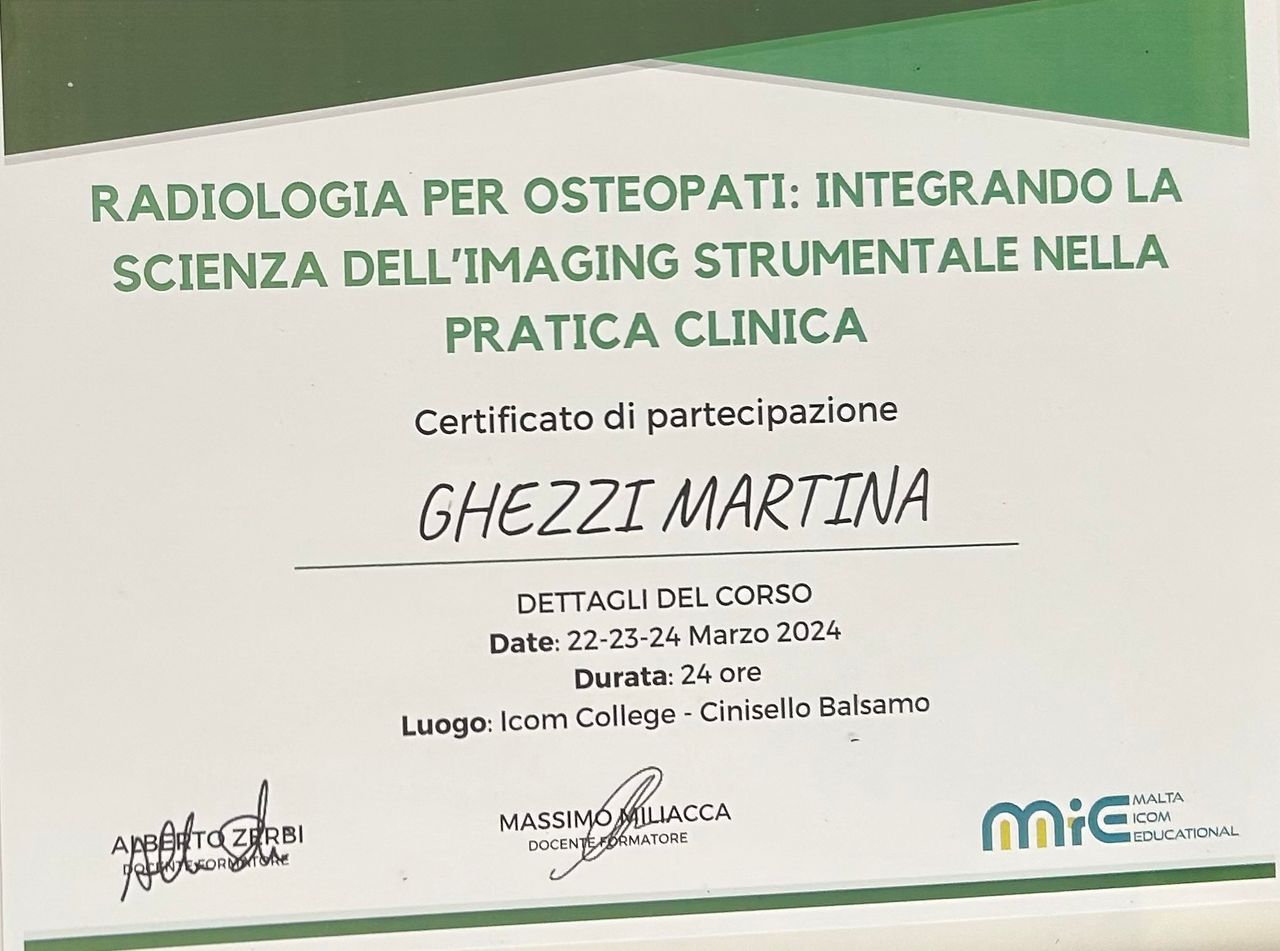 RADIOLOGIA PER OSTEOPATI: INTEGRANDO LA
SCIENZA DELL'IMAGING STRUMENTALE NELLA
PRATICA CLINICA
Certificato di partecipazione
GHEZZI MARTINA
DETTAGLI DEL CORSO
Date: 22-23-24 Marzo 2024
Durata: 24 ore
Luogo: Icom College - Cinisello Balsamo
ALBERTO ZERBI
DOCENTE FORMATORE
MASSIMO MILIACCA
DOCENTE FORMATORE
MiE
MALTA
ICOM
EDUCATIONAL